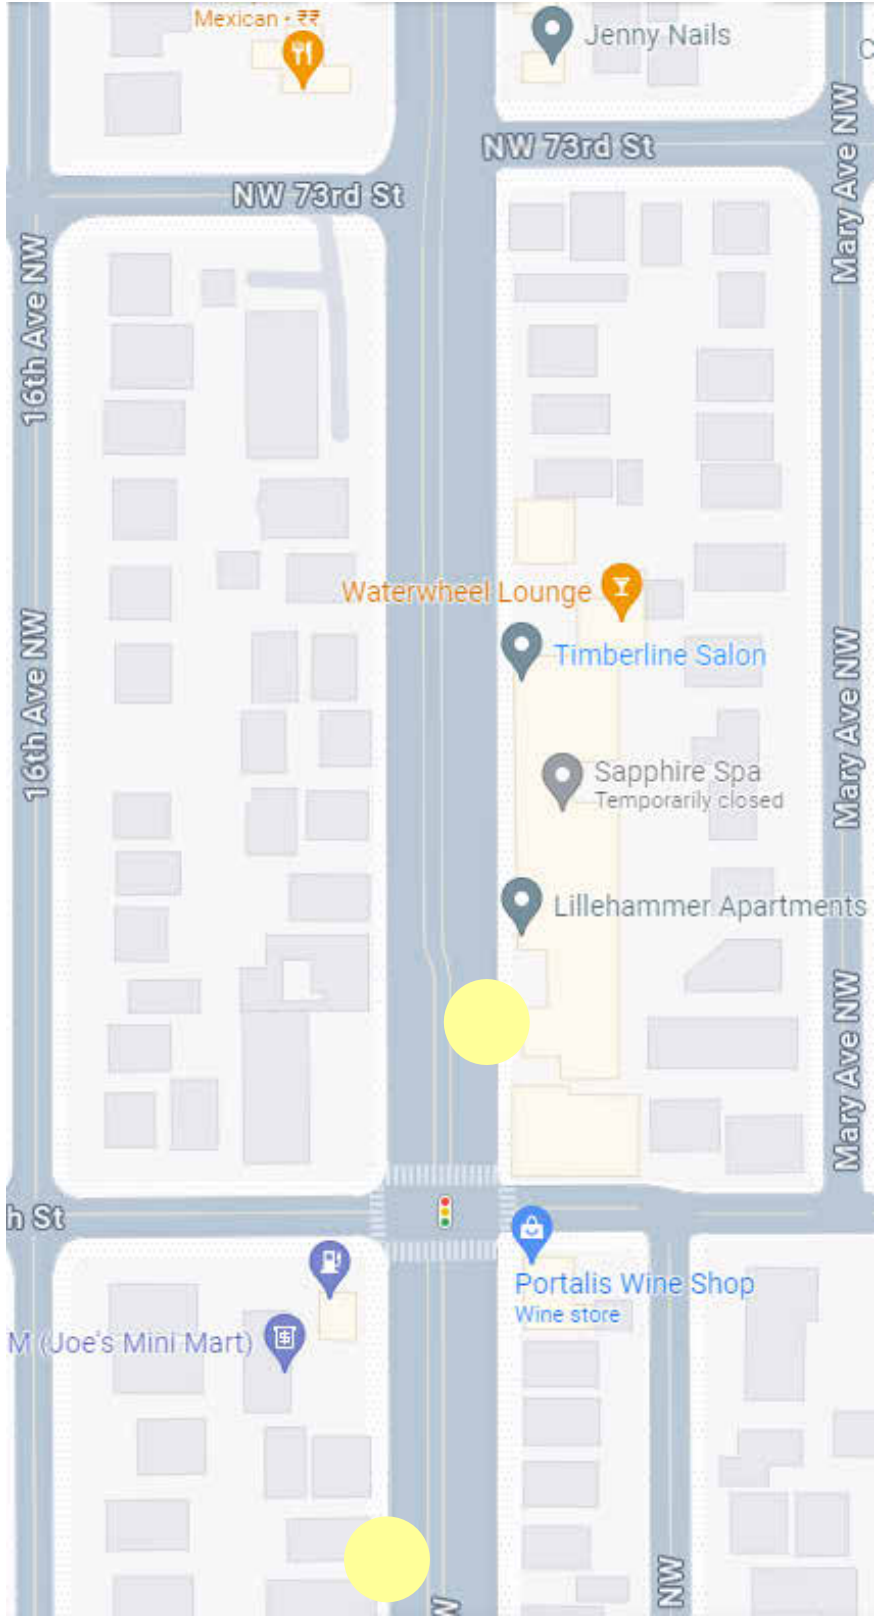 Mexican · ₹₹
Jenny Nails
NW 73rd St
NW 73rd St
Mary Ave NW
16th Ave NW
Waterwheel Lounge
Timberline Salon
16th Ave NW
Mary Ave NW
Sapphire Spa
Temporarily closed
Lillehammer Apartments
Mary Ave NW
h St
Portalis Wine Shop
Wine store
M (Joe's Mini Mart)
NW
W